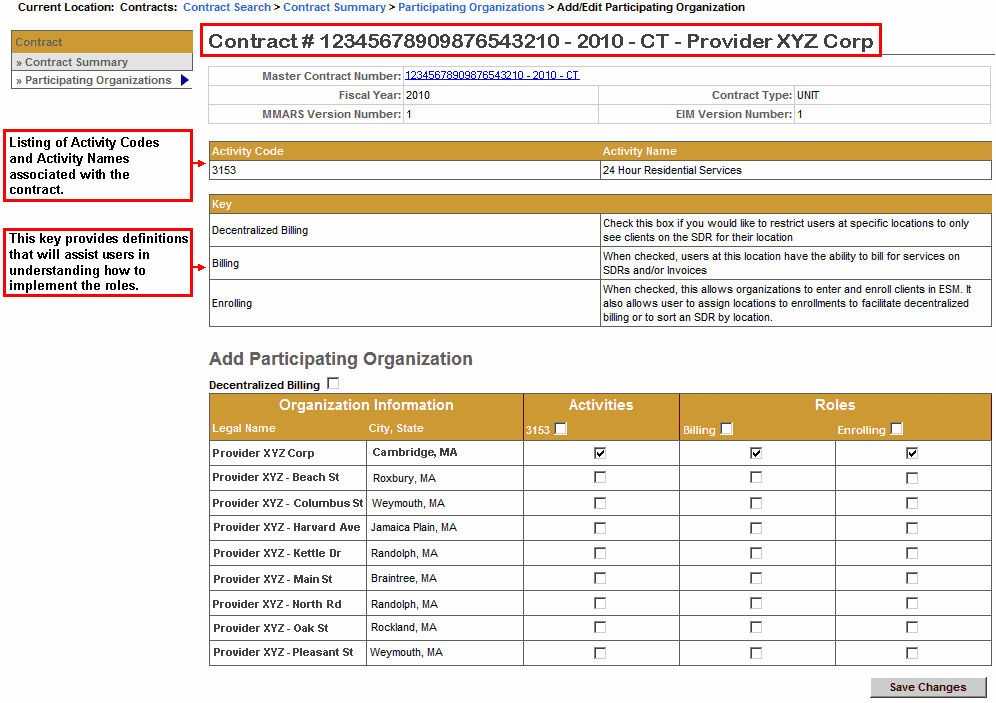 Current Location: Contracts: Contract Search > Contract Summary > Participating Organizations > Add/Edit Participating Organization
Contract
» Contract Summary
» Participating Organizations
Contract # 12345678909876543210 - 2010 - CT - Provider XYZ Corp
Master Contract Number: 12345678909876543210 - 2010 - CT
Fiscal Year: 2010 Contract Type: UNIT
MMARS Version Number: 1 EIM Version Number: 1
Listing of Activity Codes
and Activity Names
associated with the
contract.
Activity Code Activity Name
3153 24 Hour Residential Services
This key provides definitions
that will assist users in
understanding how to
implement the roles.
Key
Decentralized Billing
Check this box if you would like to restrict users at specific locations to only
see clients on the SDR for their location
Billing
When checked, users at this location have the ability to bill for services on
SDRs and/or Invoices
Enrolling
When checked, this allows organizations to enter and enroll clients in ESM. It
also allows user to assign locations to enrollments to facilitate decentralized
billing or to sort an SDR by location.
Add Participating Organization
Decentralized Billing
Organization Information Activities Roles
Legal Name City, State 3153 Billing Enrolling
Provider XYZ Corp Cambridge, MA
Provider XYZ - Beach St Roxbury, MA
Provider XYZ - Columbus St Weymouth, MA
Provider XYZ - Harvard Ave Jamaica Plain, MA
Provider XYZ - Kettle Dr Randolph, MA
Provider XYZ - Main St Braintree, MA
Provider XYZ - North Rd Randolph, MA
Provider XYZ - Oak St Rockland, MA
Provider XYZ - Pleasant St Weymouth, MA
Save Changes